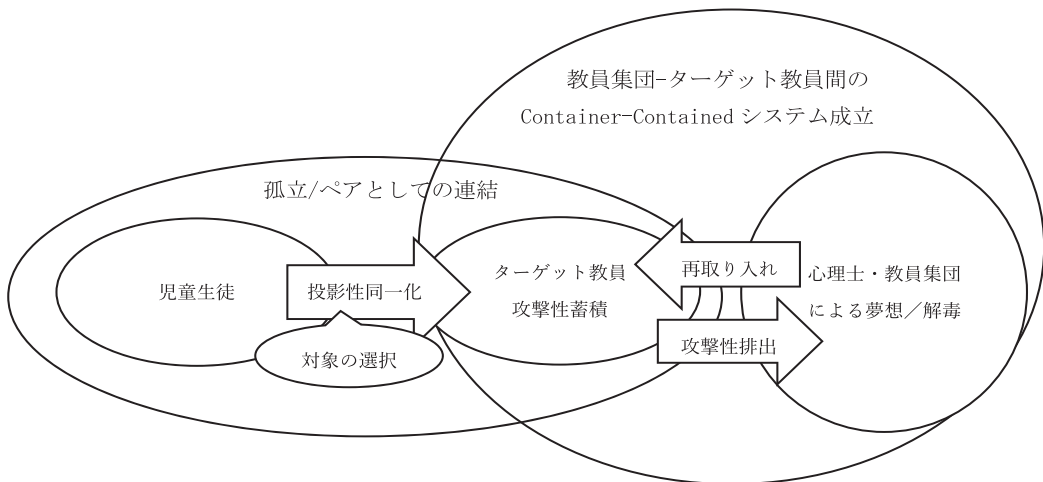 教員集団-ターゲット教員間の
Container-Contained システム成立
孤立/ペアとしての連結
児童生徒
投影性同一化
対象の選択
ターゲット教員
攻撃性蓄積
再取り入れ
攻撃性排出
心理士・教員集団
による夢想／解毒